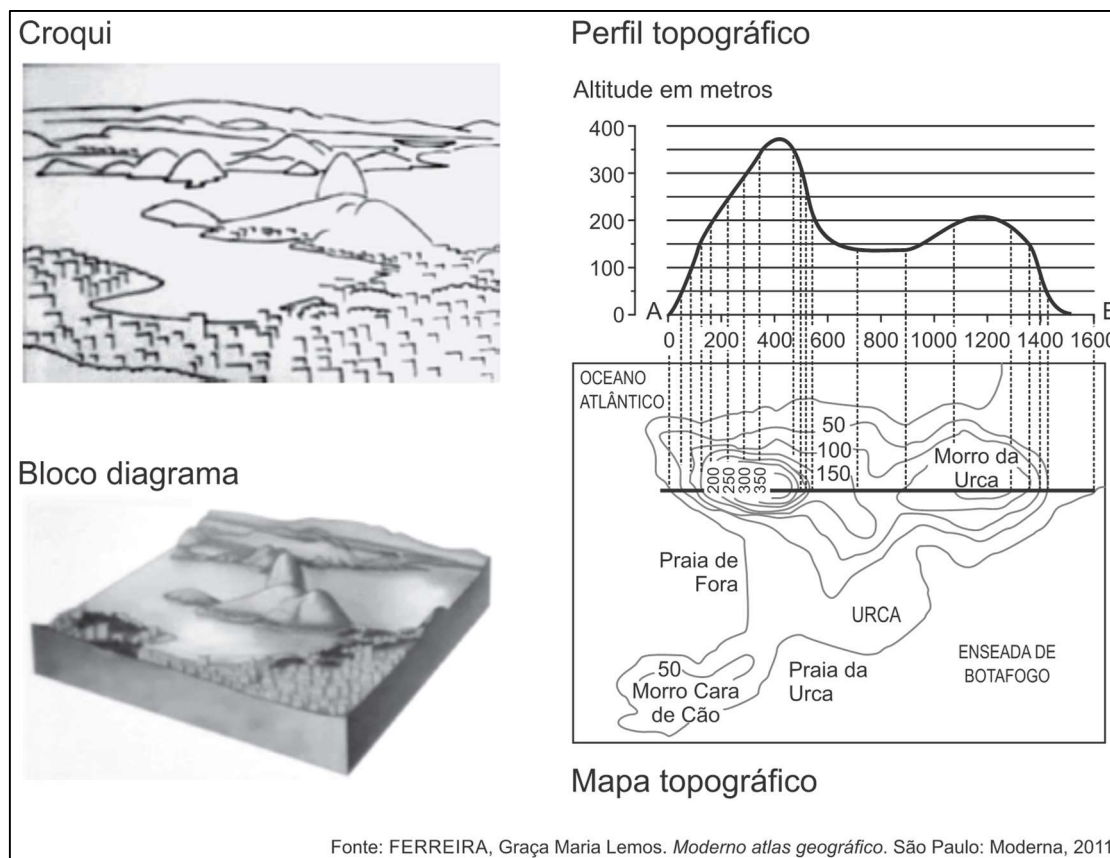 Croqui
Perfil topográfico
Altitude em metros
400
300
200
100
0
A
0 200 400 600 800 1000 1200 1400 1600
OCEANO
ATLÂNTICO
50
100
150
200
250
300
350
Morro da
Urca
Bloco diagrama
Praia de
Fora
URCA
ENSEADA DE
BOTAFOGO
50
Morro Cara
de Cão
Praia da
Urca
Mapa topográfico
Fonte: FERREIRA, Graça Maria Lemos. Moderno atlas geográfico. São Paulo: Moderna, 2011